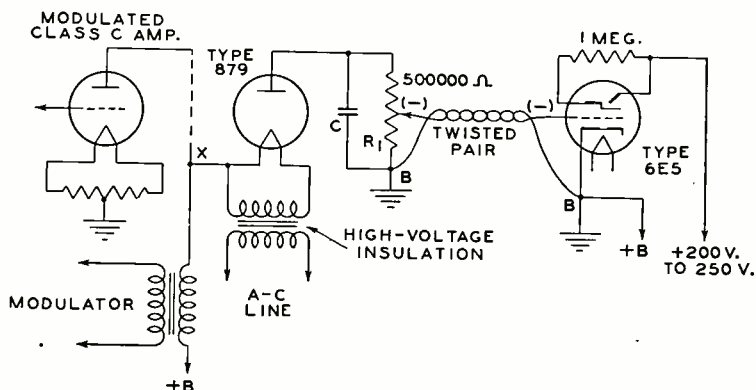 MODULATED
CLASS C AMP.
TYPE
879
500000 Ω
(-)
(-)
TWISTED
PAIR
1 MEG.
TYPE
6E5
C
R1
X
B
B
HIGH-VOLTAGE
INSULATION
A-C
LINE
MODULATOR
+B
+B
+200 V.
TO 250 V.